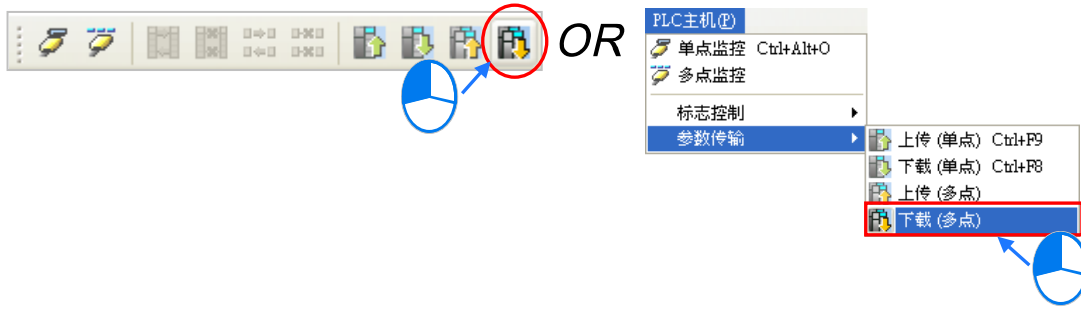 OR
PLC主机(P)
单点监控 Ctrl+Alt+O
多点监控
标志控制
参数传输
上传 (单点) Ctrl+F9
下载 (单点) Ctrl+F8
上传 (多点)
下载 (多点)